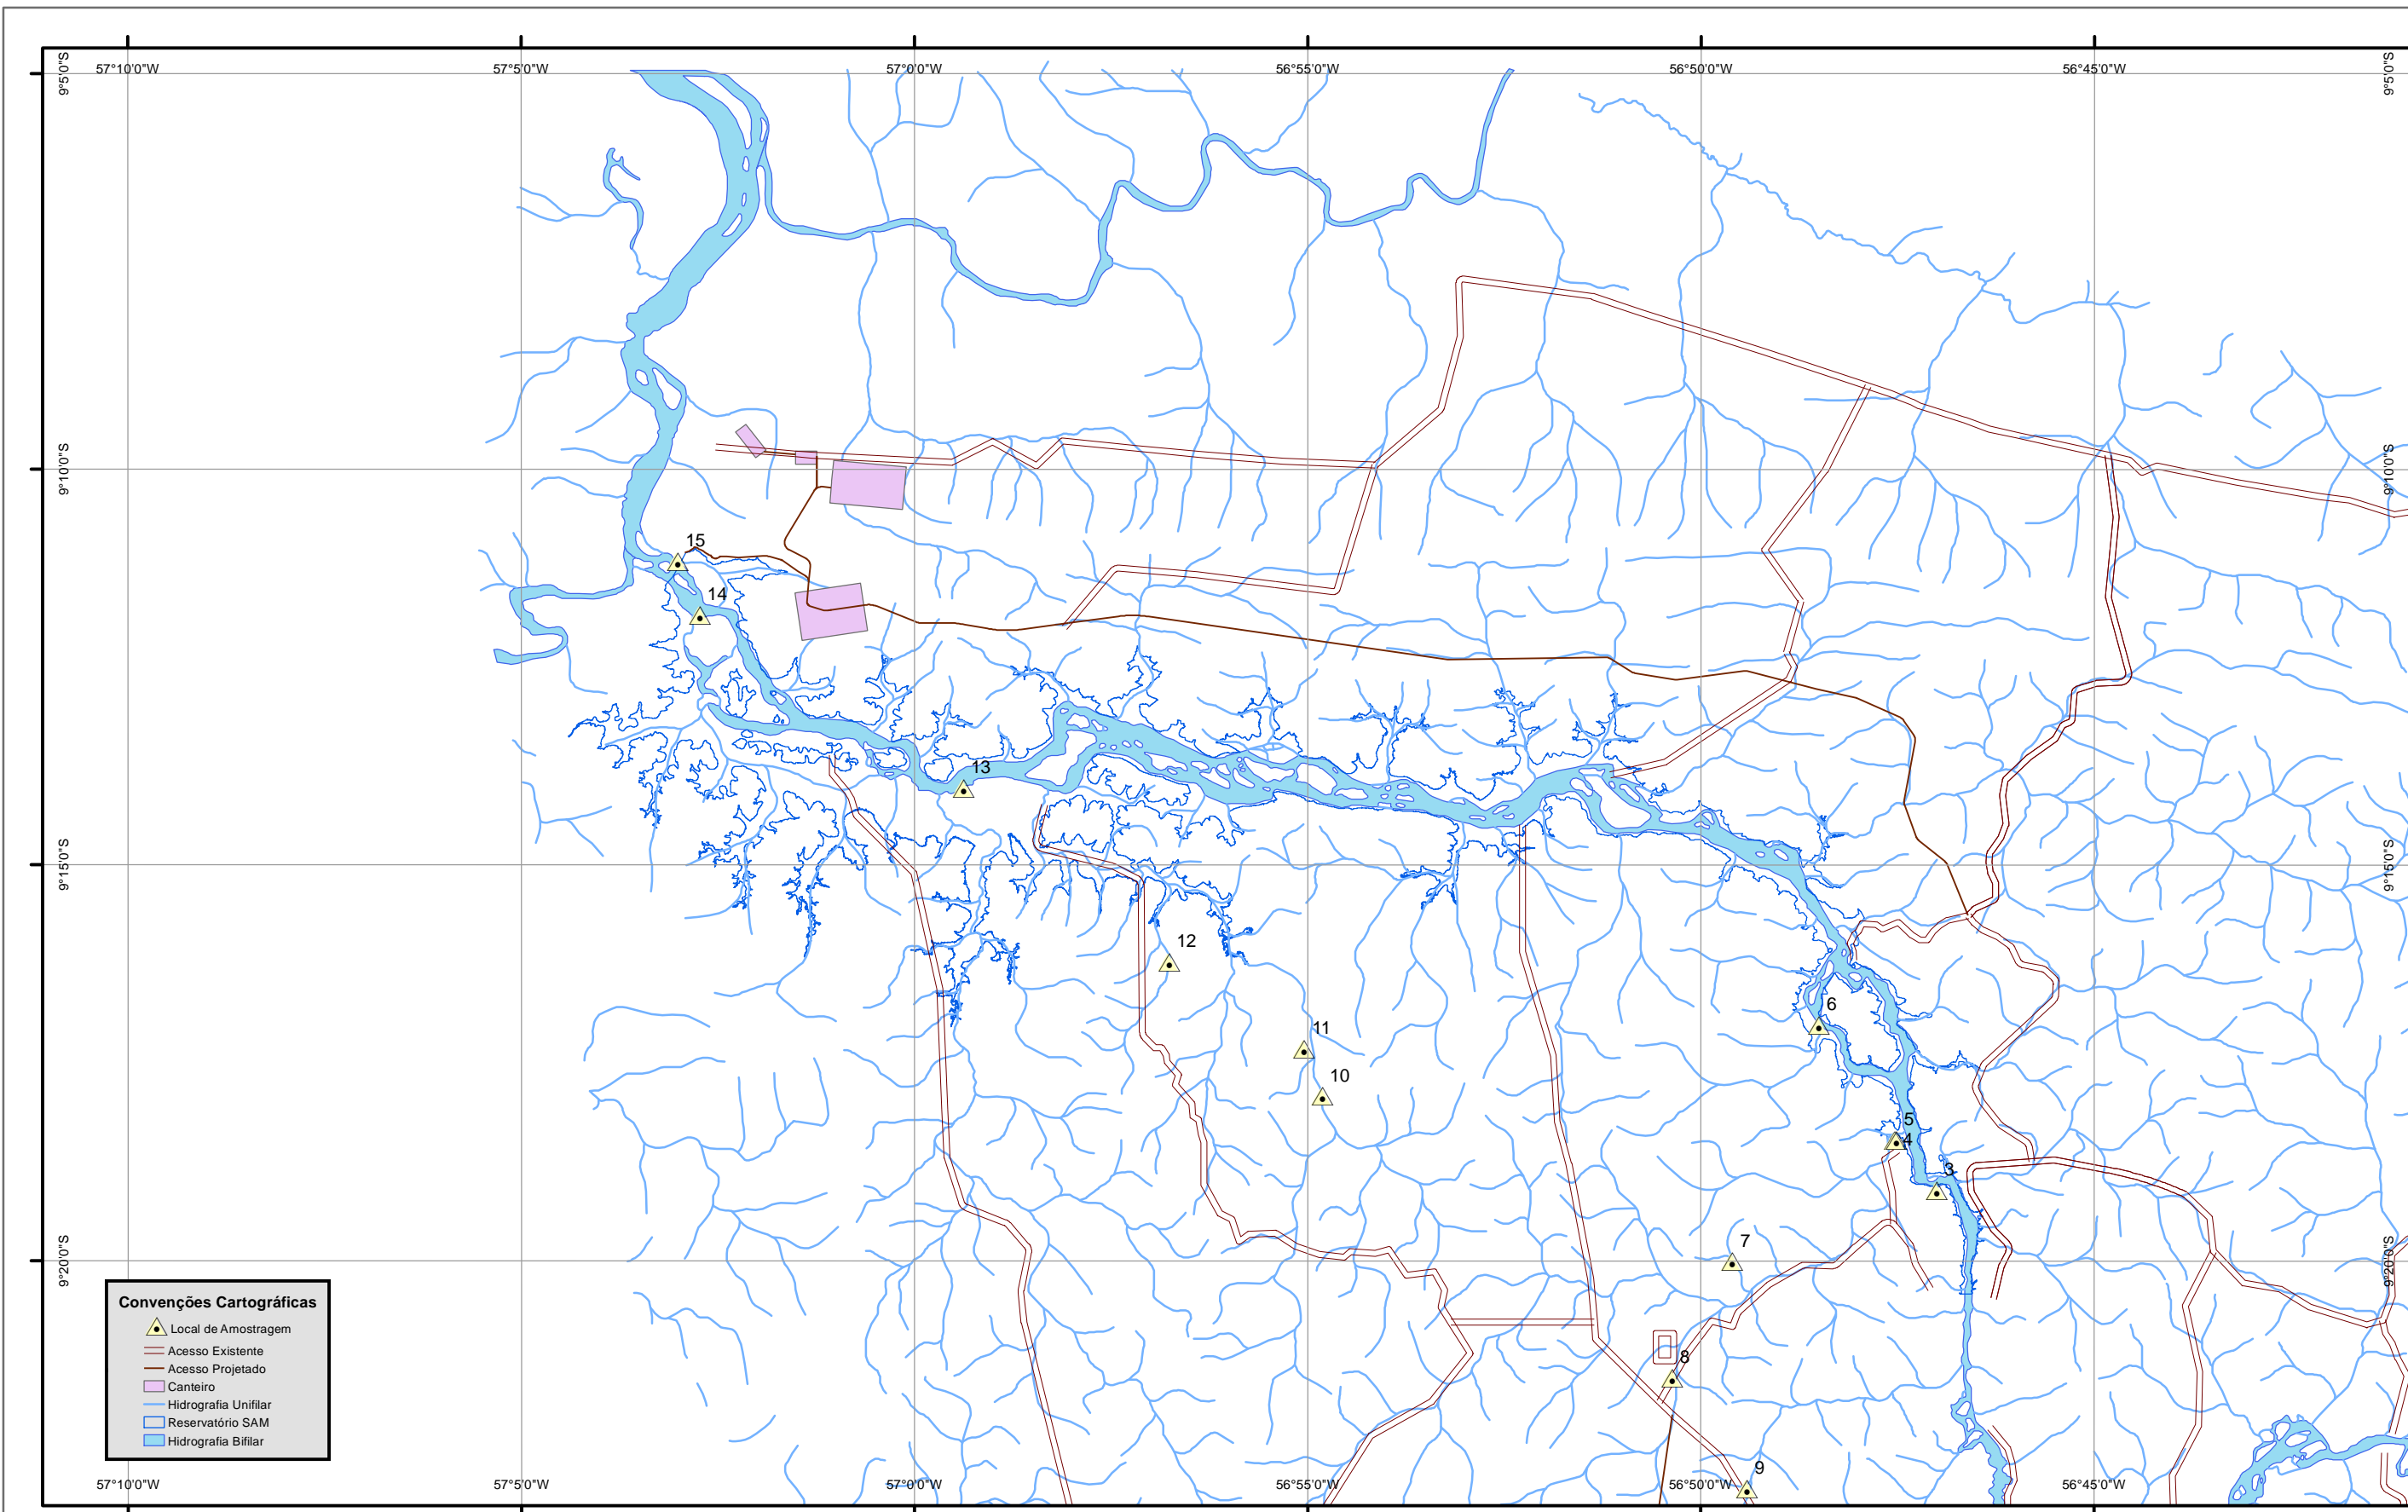 57°10'0"W
57°5'0"W
57°0'0"W
56°55'0"W
56°50'0"W
56°45'0"W
9°5'0"S
9°5'0"S
9°10'0"S
9°10'0"S
15
14
13
9°15'0"S
9°15'0"S
12
6
11
10
5
4
3
7
9°20'0"S
9°20'0"S
8
9
Convenções Cartográficas
Local de Amostragem
Acesso Existente
Acesso Projetado
Canteiro
Hidrografia Unifilar
Reservatório SAM
Hidrografia Bifilar
57°10'0"W
57°5'0"W
57°0'0"W
56°55'0"W
56°50'0"W
56°45'0"W